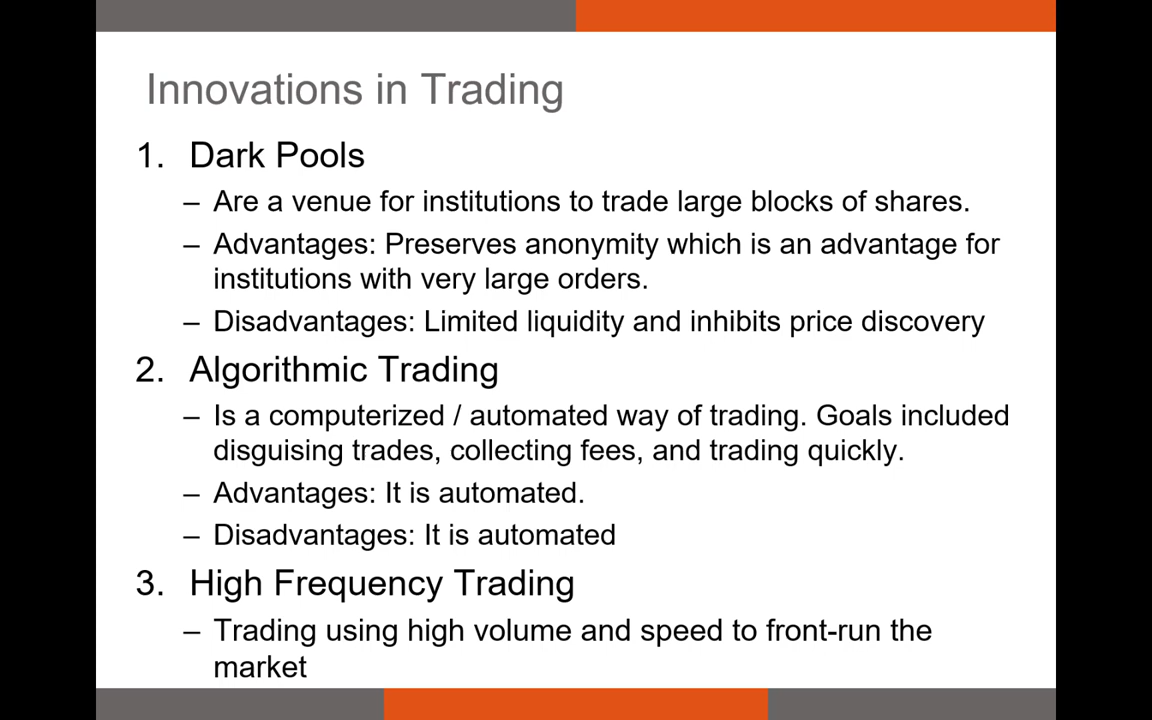 Innovations in Trading
1. Dark Pools
– Are a venue for institutions to trade large blocks of shares.
– Advantages: Preserves anonymity which is an advantage for
institutions with very large orders.
– Disadvantages: Limited liquidity and inhibits price discovery
2. Algorithmic Trading
– Is a computerized / automated way of trading. Goals included
disguising trades, collecting fees, and trading quickly.
– Advantages: It is automated.
– Disadvantages: It is automated
3. High Frequency Trading
– Trading using high volume and speed to front-run the
market